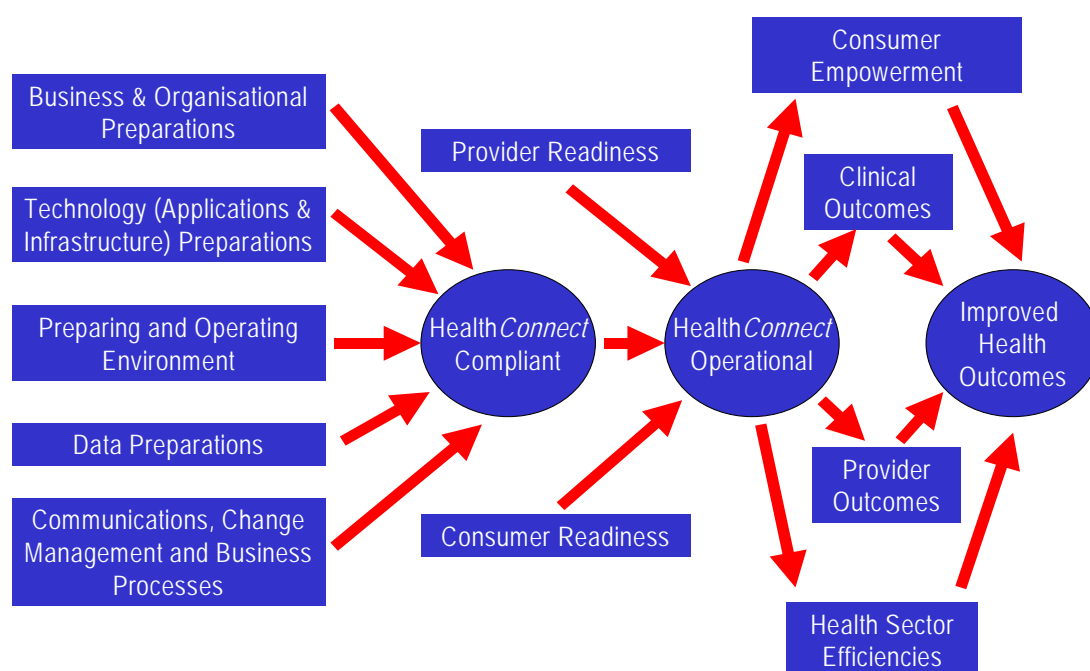 Business & Organisational
Preparations
Technology (Applications &
Infrastructure) Preparations
Preparing and Operating
Environment
Data Preparations
Communications, Change
Management and Business
Processes
Provider Readiness
HealthConnect
Compliant
Consumer Readiness
HealthConnect
Operational
Consumer
Empowerment
Clinical
Outcomes
Provider
Outcomes
Health Sector
Efficiencies
Improved
Health
Outcomes